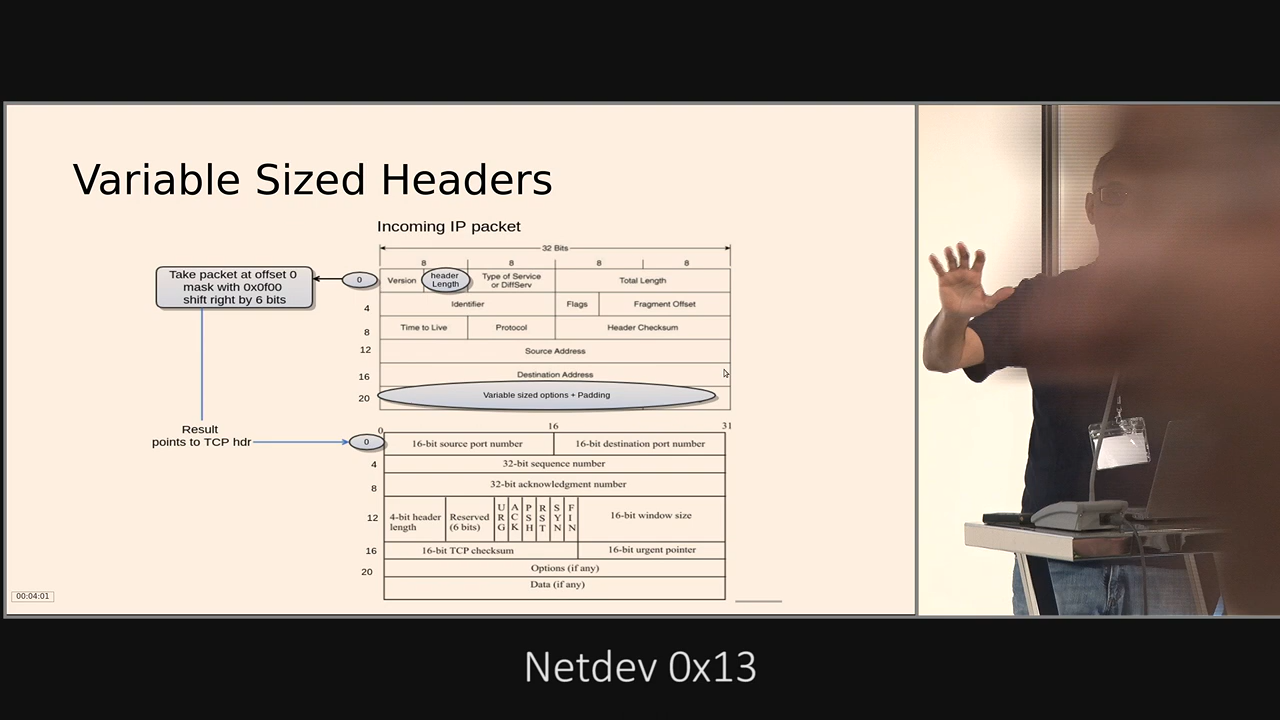 Variable Sized Headers
Incoming IP packet
32 Bits
8 8 8 8
Take packet at offset 0
mask with 0x0f00
shift right by 6 bits
0
Version
header
Length
Type of Service
or DiffServ
Total Length
4
Identifier
Flags
Fragment Offset
8
Time to Live
Protocol
Header Checksum
12
Source Address
16
Destination Address
20
Variable sized options + Padding
0 16 31
Result
points to TCP hdr
0
16-bit source port number
16-bit destination port number
4
32-bit sequence number
8
32-bit acknowledgment number
12
4-bit header
length
Reserved
(6 bits)
URG
ACK
PSH
RST
SYN
FIN
16-bit window size
16
16-bit TCP checksum
16-bit urgent pointer
20
Options (if any)
Data (if any)
00:04:01
Netdev 0x13